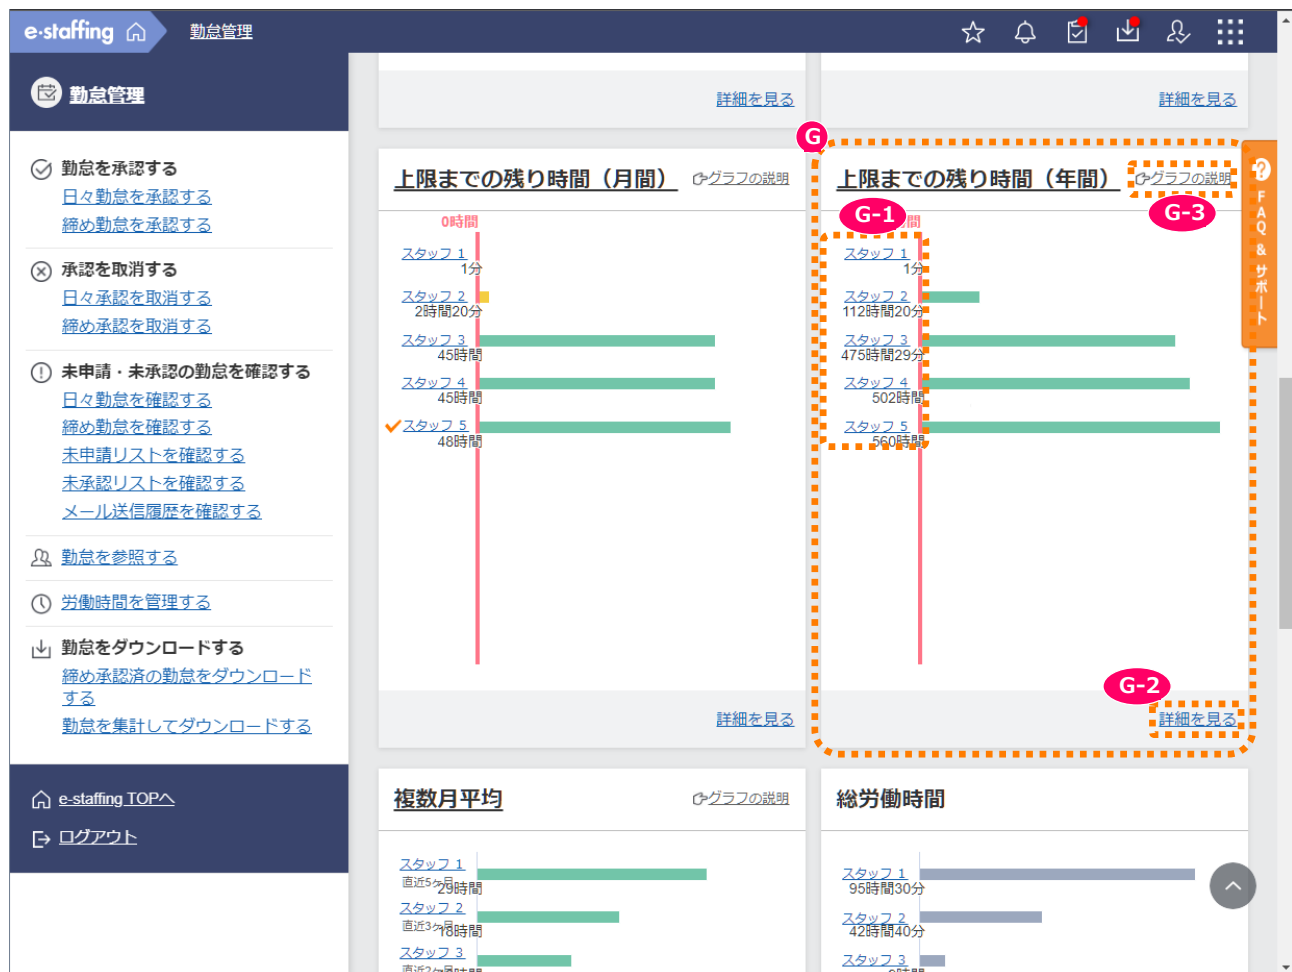 e-staffing
勤怠管理
勤怠管理
勤怠を承認する
日々勤怠を承認する
締め勤怠を承認する
承認を取消する
日々承認を取消する
締め承認を取消する
未申請・未承認の勤怠を確認する
日々勤怠を確認する
締め勤怠を確認する
未申請リストを確認する
未承認リストを確認する
メール送信履歴を確認する
勤怠を参照する
労働時間を管理する
勤怠をダウンロードする
締め承認済の勤怠をダウンロード
する
勤怠を集計してダウンロードする
e-staffing TOPへ
ログアウト
詳細を見る
詳細を見る
上限までの残り時間（月間）
グラフの説明
0時間
スタッフ 1
1分
スタッフ 2
2時間20分
スタッフ 3
45時間
スタッフ 4
45時間
スタッフ 5
48時間
詳細を見る
G
上限までの残り時間（年間）
グラフの説明
G-1
間
G-3
スタッフ 1
1分
スタッフ 2
112時間20分
スタッフ 3
475時間29分
スタッフ 4
502時間
スタッフ 5
560時間
G-2
詳細を見る
FAQ & サポート
複数月平均
グラフの説明
スタッフ 1
直近5ヶ月
29時間
スタッフ 2
直近3ヶ月
18時間
スタッフ 3
総労働時間
スタッフ 1
95時間30分
スタッフ 2
42時間40分
スタッフ 3